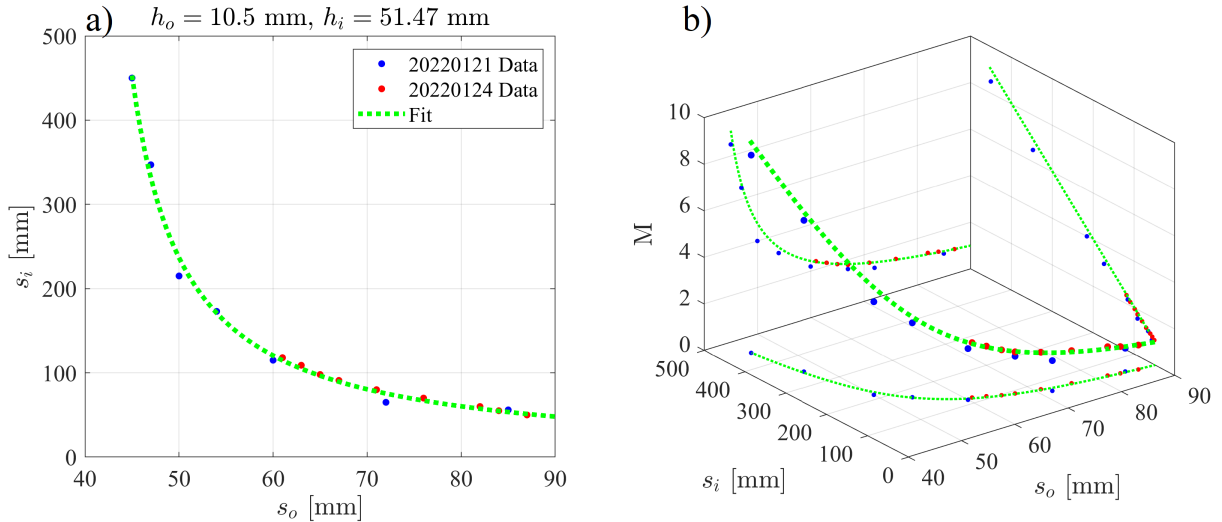 a) h_o = 10.5 mm, h_i = 51.47 mm
500
400
300
200
100
0
40 50 60 70 80 90
s_o [mm]
s_i [mm]
20220121 Data
20220124 Data
Fit
b)
10
8
6
4
2
0
M
500
400
300
200
100
0
s_i [mm]
40
50
60
70
80
90
s_o [mm]